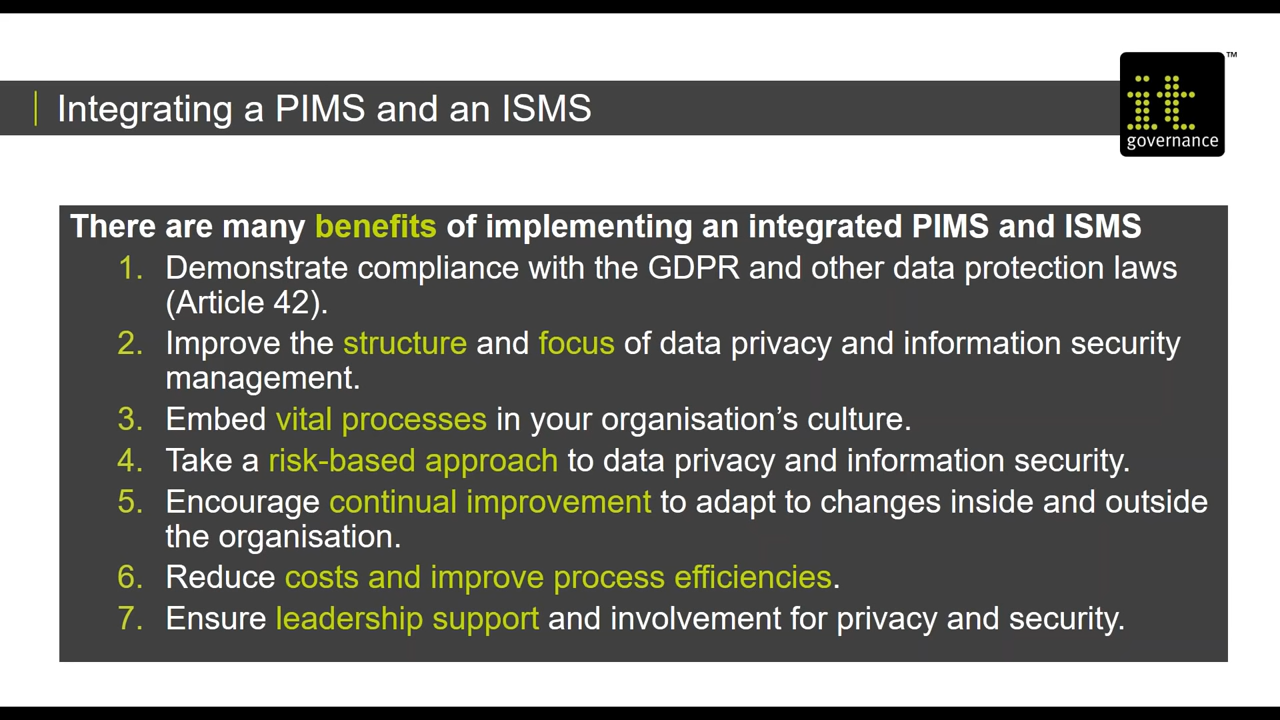 Integrating a PIMS and an ISMS
it
governance
™
There are many benefits of implementing an integrated PIMS and ISMS
1. Demonstrate compliance with the GDPR and other data protection laws
(Article 42).
2. Improve the structure and focus of data privacy and information security
management.
3. Embed vital processes in your organisation’s culture.
4. Take a risk-based approach to data privacy and information security.
5. Encourage continual improvement to adapt to changes inside and outside
the organisation.
6. Reduce costs and improve process efficiencies.
7. Ensure leadership support and involvement for privacy and security.